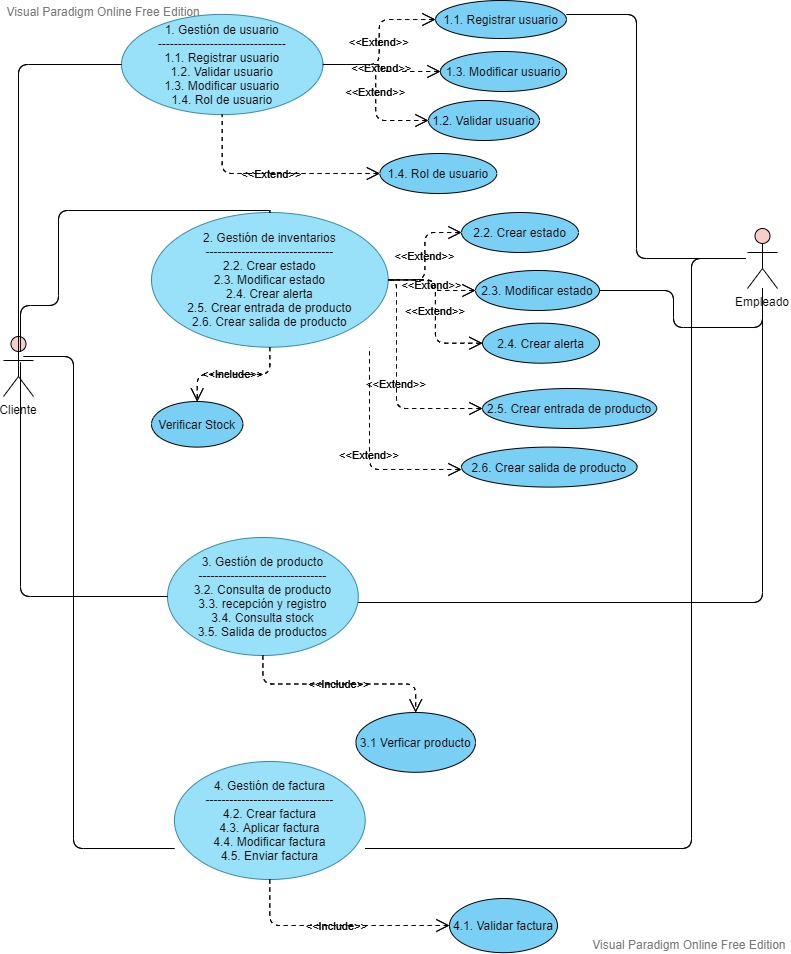 Visual Paradigm Online Free Edition
1. Gestión de usuario
--------------------------------
1.1. Registrar usuario
1.2. Validar usuario
1.3. Modificar usuario
1.4. Rol de usuario
1.1. Registrar usuario
<<Extend>>
<<Extend>>
1.3. Modificar usuario
<<Extend>>
1.2. Validar usuario
<<Extend>>
1.4. Rol de usuario
2. Gestión de inventarios
--------------------------------
2.2. Crear estado
2.3. Modificar estado
2.4. Crear alerta
2.5. Crear entrada de producto
2.6. Crear salida de producto
2.2. Crear estado
<<Extend>>
<<Extend>>
2.3. Modificar estado
<<Extend>>
2.4. Crear alerta
Empleado
Cliente
<<Include>>
Verificar Stock
<<Extend>>
2.5. Crear entrada de producto
<<Extend>>
2.6. Crear salida de producto
3. Gestión de producto
--------------------------------
3.2. Consulta de producto
3.3. recepción y registro
3.4. Consulta stock
3.5. Salida de productos
<<Include>>
3.1 Verficar producto
4. Gestión de factura
--------------------------------
4.2. Crear factura
4.3. Aplicar factura
4.4. Modificar factura
4.5. Enviar factura
<<Include>>
4.1. Validar factura
Visual Paradigm Online Free Edition